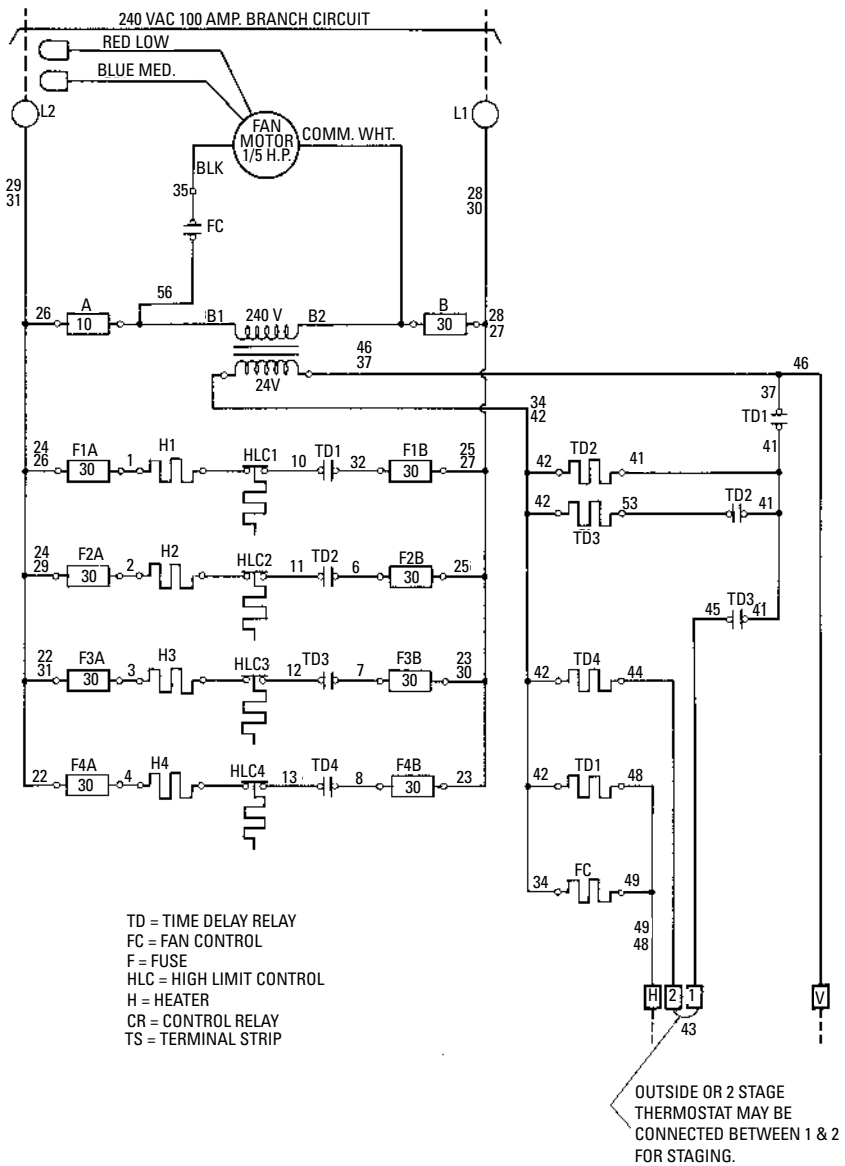 240 VAC 100 AMP. BRANCH CIRCUIT
RED LOW
BLUE MED.
L2
L1
FAN
MOTOR
1/5 H.P.
COMM. WHT.
BLK
35
FC
29
31
28
30
56
26
A
10
B1
240 V
B2
B
30
28
27
24V
46
37
46
37
TD1
41
34
42
24
26
F1A
30
1
H1
HLC1
10
TD1
32
F1B
30
25
27
42
TD2
41
42
TD3
53
TD2
41
24
29
F2A
30
2
H2
HLC2
11
TD2
6
F2B
30
25
45
TD3
41
22
31
F3A
30
3
H3
HLC3
12
TD3
7
F3B
30
23
30
42
TD4
44
22
F4A
30
4
H4
HLC4
13
TD4
8
F4B
30
23
42
TD1
48
34
FC
49
49
48
H
2
1
V
43
TD = TIME DELAY RELAY
FC = FAN CONTROL
F = FUSE
HLC = HIGH LIMIT CONTROL
H = HEATER
CR = CONTROL RELAY
TS = TERMINAL STRIP
OUTSIDE OR 2 STAGE
THERMOSTAT MAY BE
CONNECTED BETWEEN 1 & 2
FOR STAGING.